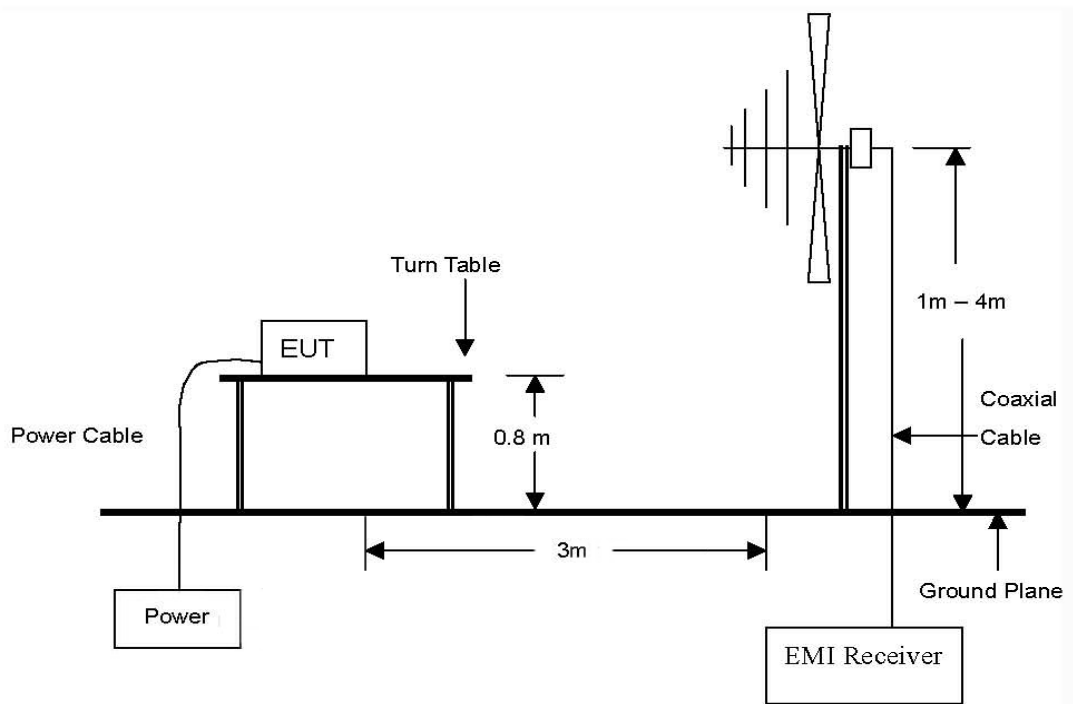 Turn Table
1m – 4m
EUT
Coaxial
Cable
Power Cable
0.8 m
3m
Ground Plane
Power
EMI Receiver